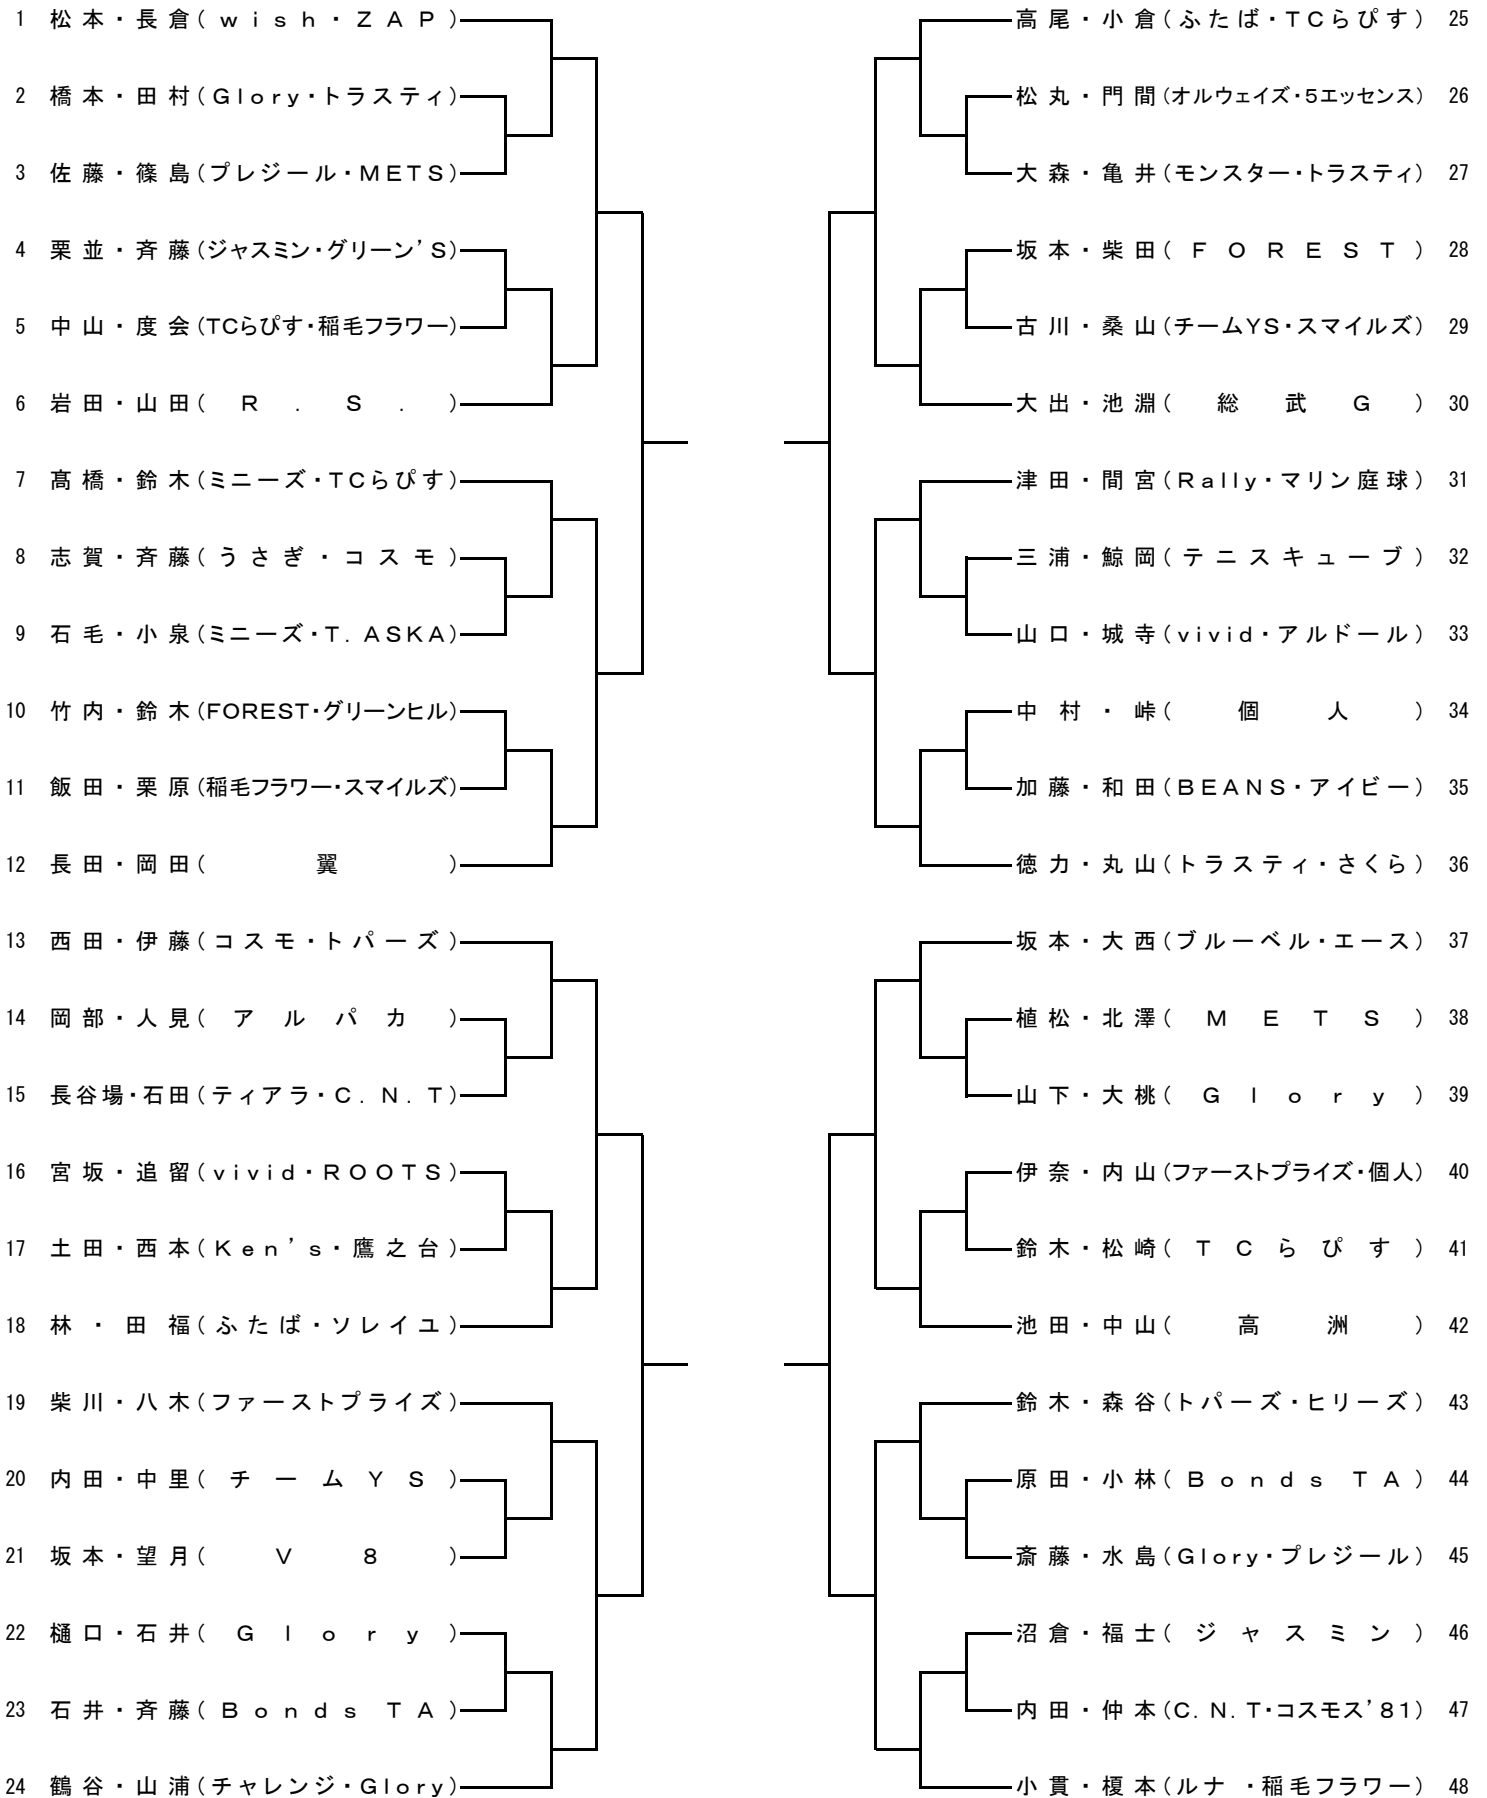 1 松本・長倉(wish・ZAP)
2 橋本・田村(Glory・トラスティ)
3 佐藤・篠島(プレジール・METS)
4 栗並・斉藤(ジャスミン・グリーン’S)
5 中山・度会(TCらぴす・稲毛フラワー)
6 岩田・山田(R.S.)
7 髙橋・鈴木(ミニーズ・TCらぴす)
8 志賀・斉藤(うさぎ・コスモ)
9 石毛・小泉(ミニーズ・T.ASKA)
10 竹内・鈴木(FOREST・グリーンヒル)
11 飯田・栗原(稲毛フラワー・スマイルズ)
12 長田・岡田(翼)
13 西田・伊藤(コスモ・トパーズ)
14 岡部・人見(アルパカ)
15 長谷場・石田(ティアラ・C.N.T)
16 宮坂・追留(vivid・ROOTS)
17 土田・西本(Ken’s・鷹之台)
18 林・田福(ふたば・ソレイユ)
19 柴川・八木(ファーストプライズ)
20 内田・中里(チームYS)
21 坂本・望月(V8)
22 樋口・石井(Glory)
23 石井・斉藤(Bonds TA)
24 鶴谷・山浦(チャレンジ・Glory)
高尾・小倉(ふたば・TCらぴす) 25
松丸・門間(オルウェイズ・5エッセンス) 26
大森・亀井(モンスター・トラスティ) 27
坂本・柴田(FOREST) 28
古川・桑山(チームYS・スマイルズ) 29
大出・池淵(総武G) 30
津田・間宮(Rally・マリン庭球) 31
三浦・鯨岡(テニスキューブ) 32
山口・城寺(vivid・アルドール) 33
中村・峠(個人) 34
加藤・和田(BEANS・アイビー) 35
徳力・丸山(トラスティ・さくら) 36
坂本・大西(ブルーベル・エース) 37
植松・北澤(METS) 38
山下・大桃(Glory) 39
伊奈・内山(ファーストプライズ・個人) 40
鈴木・松崎(TCらぴす) 41
池田・中山(高洲) 42
鈴木・森谷(トパーズ・ヒリーズ) 43
原田・小林(Bonds TA) 44
斎藤・水島(Glory・プレジール) 45
沼倉・福士(ジャスミン) 46
内田・仲本(C.N.T・コスモス’81) 47
小貫・榎本(ルナ ・稲毛フラワー) 48